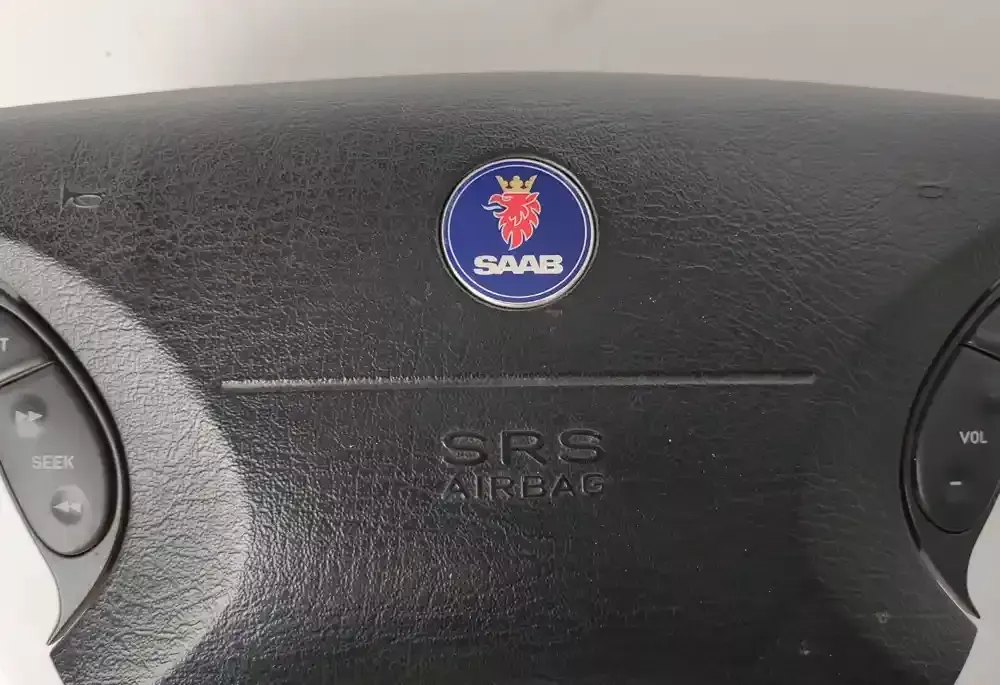 SAAB
SRS
AIRBAG
T
SEEK
VOL
-